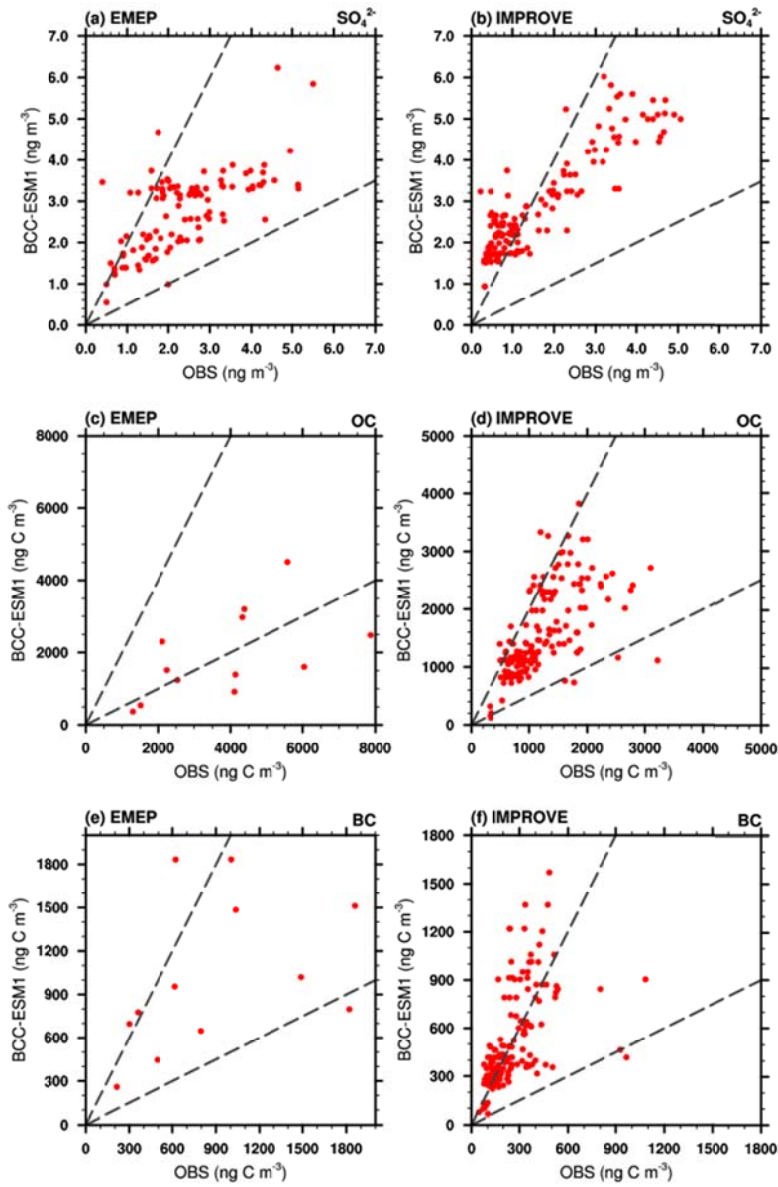 (a) EMEP SO₄²⁻ (b) IMPROVE SO₄²⁻
7.0 7.0
6.0 6.0
5.0 5.0
4.0 4.0
3.0 3.0
2.0 2.0
1.0 1.0
0.0 0.0
BCC-ESM1 (ng m⁻³) BCC-ESM1 (ng m⁻³)
0.0 1.0 2.0 3.0 4.0 5.0 6.0 7.0 0.0 1.0 2.0 3.0 4.0 5.0 6.0 7.0
OBS (ng m⁻³) OBS (ng m⁻³)
(c) EMEP OC (d) IMPROVE OC
8000 5000
6000 4000
4000 3000
2000 2000
0 1000
0
BCC-ESM1 (ng C m⁻³) BCC-ESM1 (ng C m⁻³)
0 2000 4000 6000 8000 0 1000 2000 3000 4000 5000
OBS (ng C m⁻³) OBS (ng C m⁻³)
(e) EMEP BC (f) IMPROVE BC
1800 1800
1500 1500
1200 1200
900 900
600 600
300 300
0 0
BCC-ESM1 (ng C m⁻³) BCC-ESM1 (ng C m⁻³)
0 300 600 900 1200 1500 1800 0 300 600 900 1200 1500 1800
OBS (ng C m⁻³) OBS (ng C m⁻³)